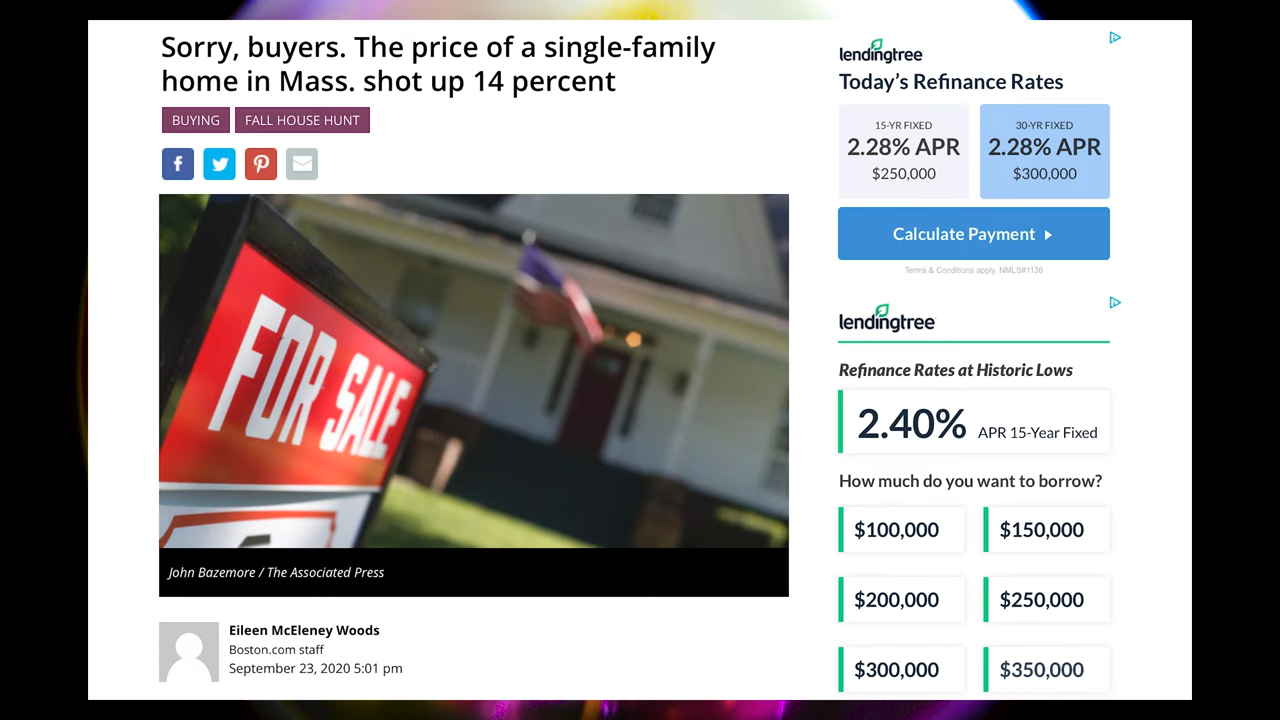 Sorry, buyers. The price of a single-family
home in Mass. shot up 14 percent
BUYING
FALL HOUSE HUNT
FOR SALE
John Bazemore / The Associated Press
Eileen McEleney Woods
Boston.com staff
September 23, 2020 5:01 pm
lendingtree
Today’s Refinance Rates
15-YR FIXED
2.28% APR
$250,000
30-YR FIXED
2.28% APR
$300,000
Calculate Payment
Terms & Conditions apply. NMLS#1136
lendingtree
Refinance Rates at Historic Lows
2.40% APR 15-Year Fixed
How much do you want to borrow?
$100,000 $150,000
$200,000 $250,000
$300,000 $350,000